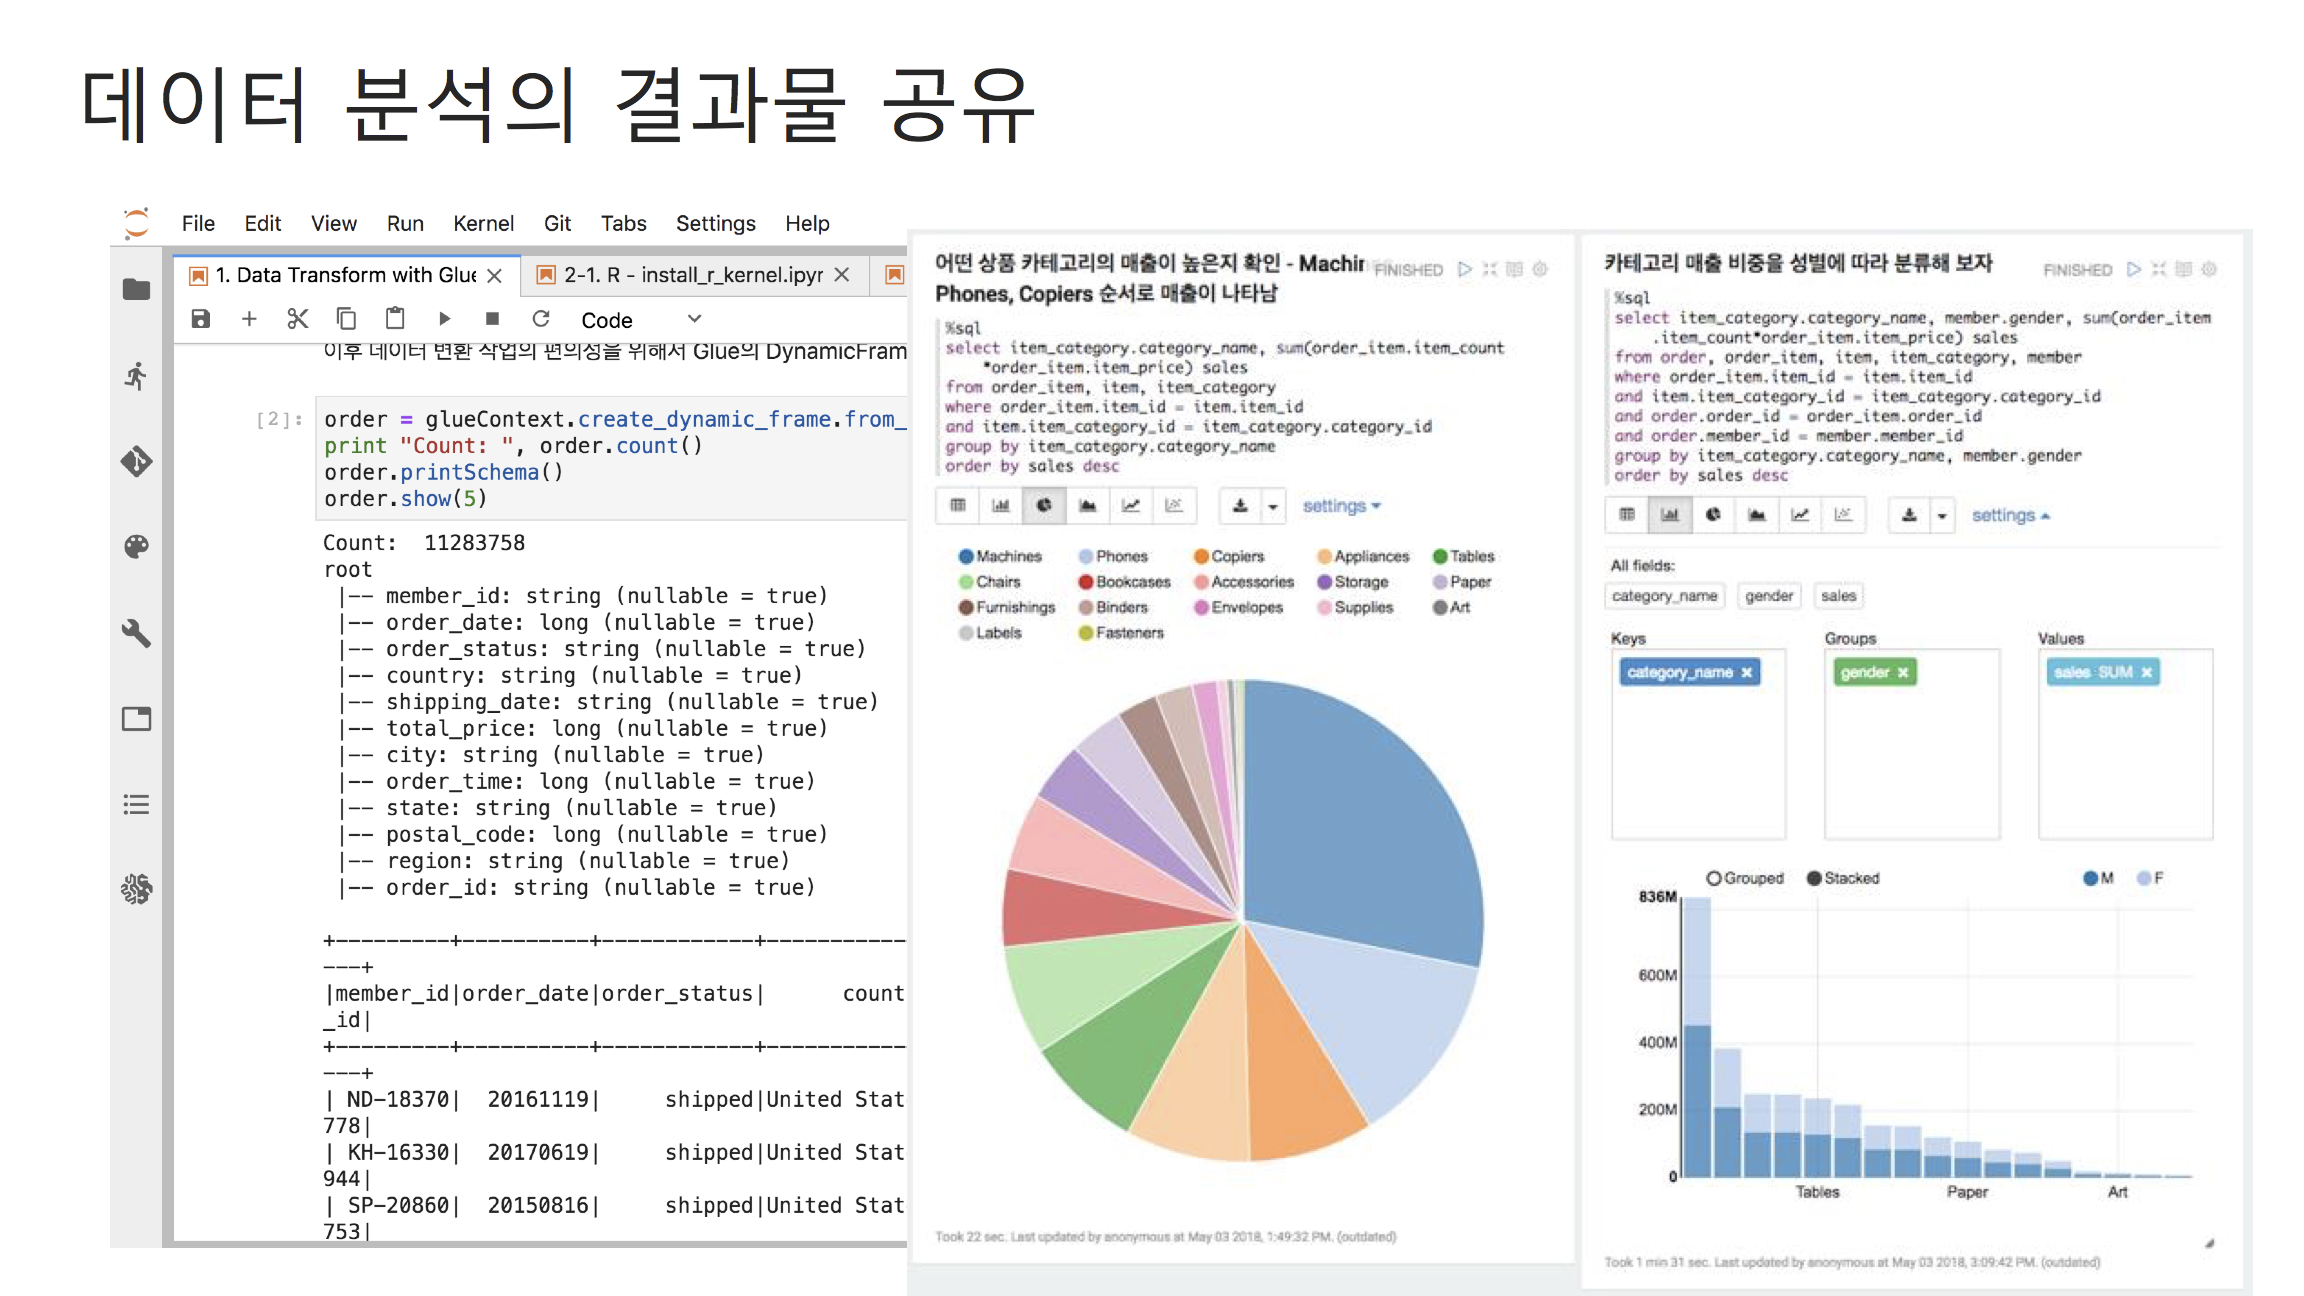 데이터 분석의 결과물 공유
File Edit View Run Kernel Git Tabs Settings Help
1. Data Transform with Glue
2-1. R - install_r_kernel.ipyr
Code
이후 데이터 변환 작업의 편의성을 위해서 Glue의 DynamicFram
[2]: order = glueContext.create_dynamic_frame.from_
print "Count: ", order.count()
order.printSchema()
order.show(5)
Count:  11283758
root
|-- member_id: string (nullable = true)
|-- order_date: long (nullable = true)
|-- order_status: string (nullable = true)
|-- country: string (nullable = true)
|-- shipping_date: string (nullable = true)
|-- total_price: long (nullable = true)
|-- city: string (nullable = true)
|-- order_time: long (nullable = true)
|-- state: string (nullable = true)
|-- postal_code: long (nullable = true)
|-- region: string (nullable = true)
|-- order_id: string (nullable = true)
+---------+----------+------------+-----------
---+
|member_id|order_date|order_status|      count
_id|
+---------+----------+------------+-----------
---+
| ND-18370|  20161119|     shipped|United Stat
778|
| KH-16330|  20170619|     shipped|United Stat
944|
| SP-20860|  20150816|     shipped|United Stat
753|
어떤 상품 카테고리의 매출이 높은지 확인 - Machin
FINISHED
Phones, Copiers 순서로 매출이 나타남
%sql
select item_category.category_name, sum(order_item.item_count
*order_item.item_price) sales
from order_item, item, item_category
where order_item.item_id = item.item_id
and item.item_category_id = item_category.category_id
group by item_category.category_name
order by sales desc
settings
Machines Phones Copiers Appliances Tables
Chairs Bookcases Accessories Storage Paper
Furnishings Binders Envelopes Supplies Art
Labels Fasteners
Took 22 sec. Last updated by anonymous at May 03 2018, 1:49:32 PM. (outdated)
카테고리 매출 비중을 성별에 따라 분류해 보자
FINISHED
%sql
select item_category.category_name, member.gender, sum(order_item
.item_count*order_item.item_price) sales
from order, order_item, item, item_category, member
where order_item.item_id = item.item_id
and item.item_category_id = item_category.category_id
and order.order_id = order_item.order_id
and order.member_id = member.member_id
group by item_category.category_name, member.gender
order by sales desc
settings
All fields:
category_name gender sales
Keys Groups Values
category_name gender sales SUM
Grouped Stacked M F
836M
600M
400M
200M
0
Tables Paper Art
Took 1 min 31 sec. Last updated by anonymous at May 03 2018, 3:09:42 PM. (outdated)